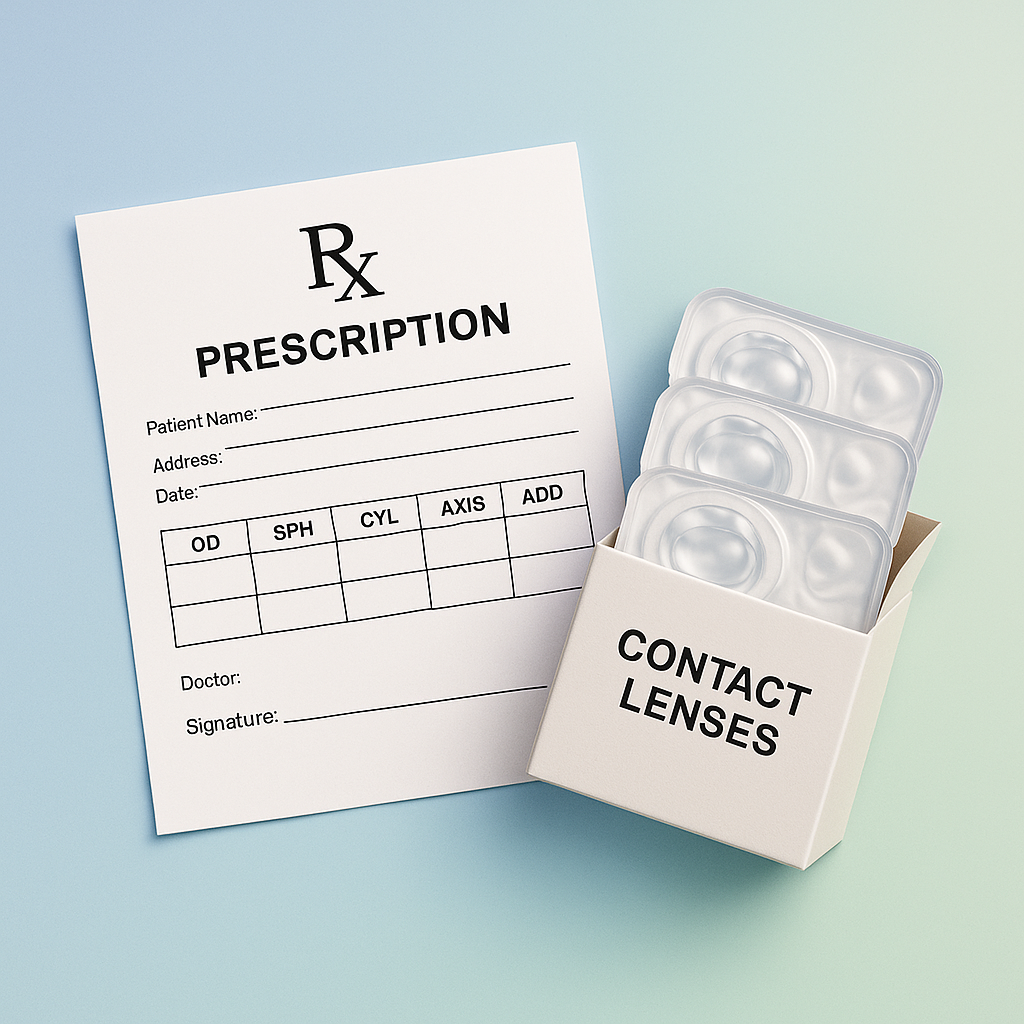 Rx
PRESCRIPTION
Patient Name:
Address:
Date:
OD SPH CYL AXIS ADD
Doctor:
Signature:
CONTACT
LENSES